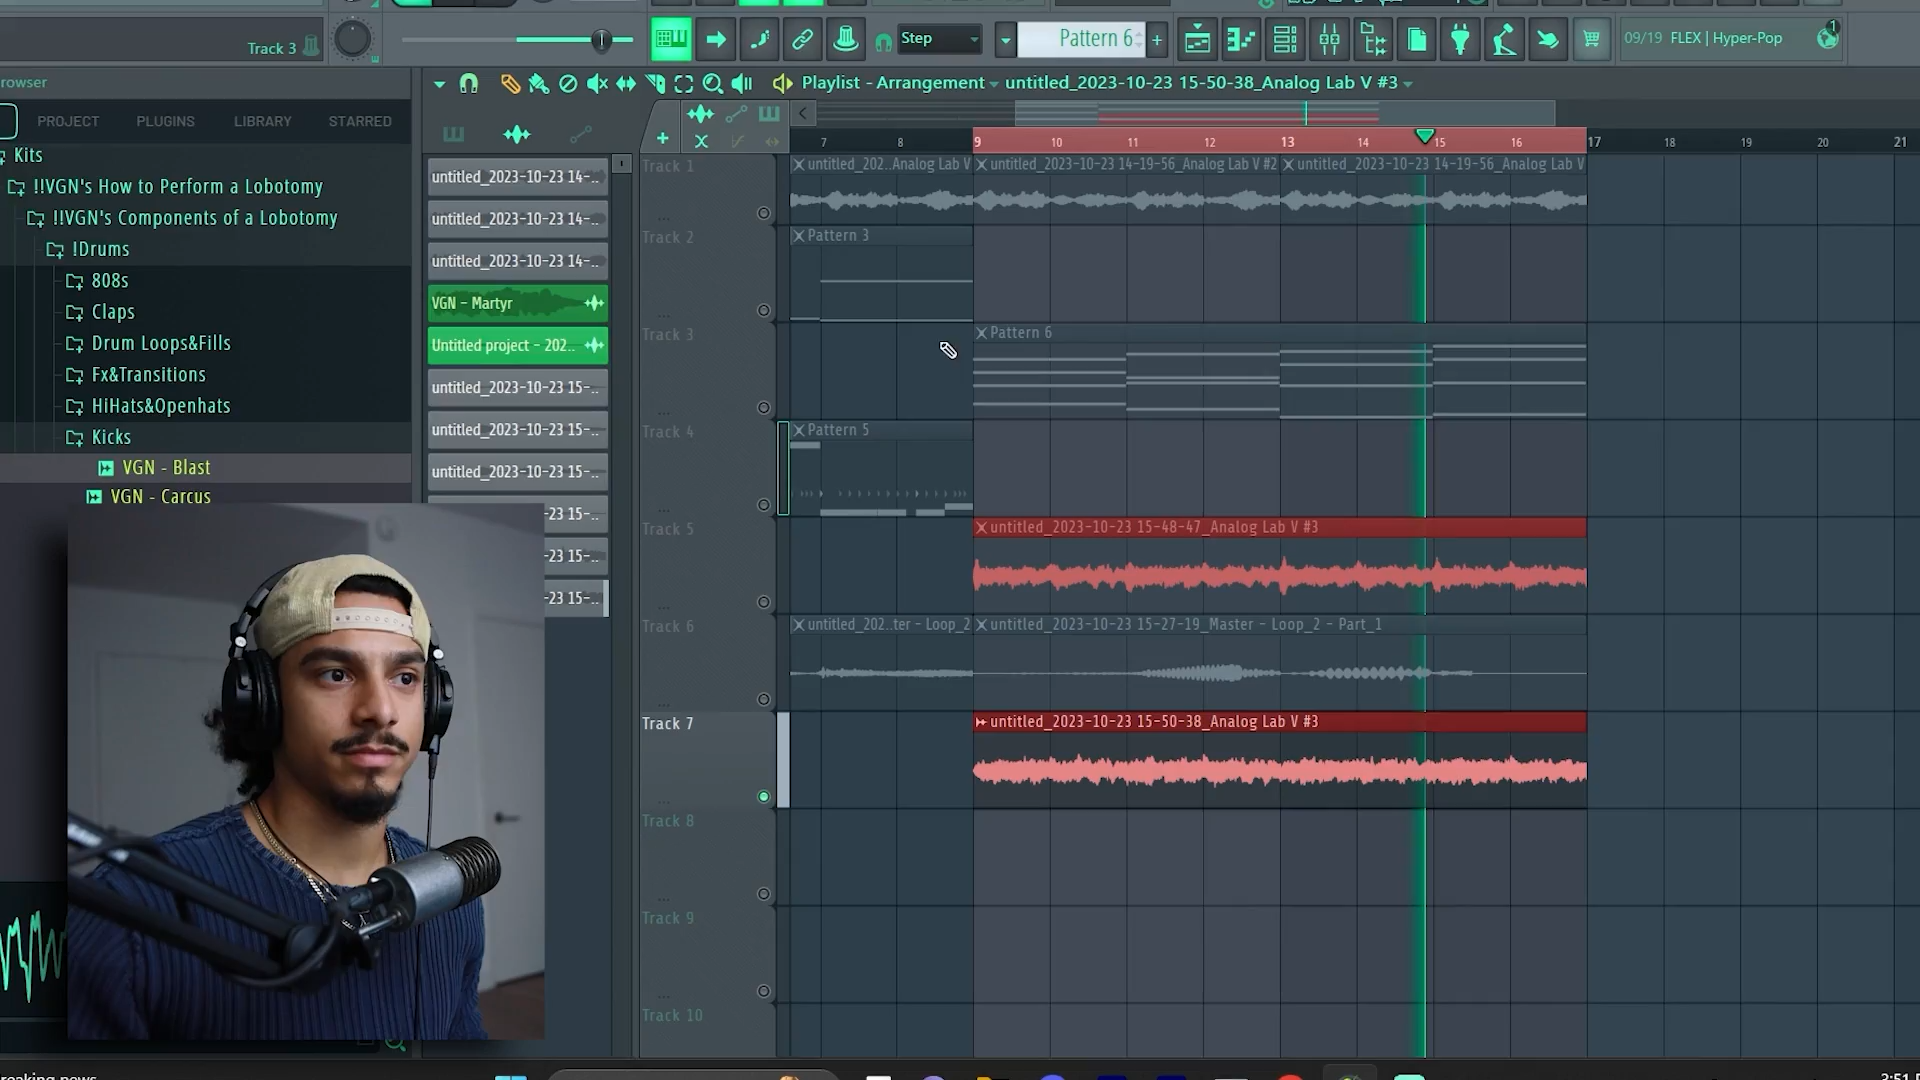 Track 3
Step
Pattern 6
09/19 FLEX | Hyper-Pop
1
rowser
Playlist - Arrangement
untitled_2023-10-23 15-50-38_Analog Lab V #3
PROJECT
PLUGINS
LIBRARY
STARRED
Kits
!!VGN's How to Perform a Lobotomy
!!VGN's Components of a Lobotomy
!Drums
808s
Claps
Drum Loops&Fills
Fx&Transitions
HiHats&Openhats
Kicks
VGN - Blast
VGN - Carcus
untitled_2023-10-23 14-..
untitled_2023-10-23 14-..
untitled_2023-10-23 14-..
VGN - Martyr
Untitled project - 202..
untitled_2023-10-23 15-..
untitled_2023-10-23 15-..
untitled_2023-10-23 15-..
-23 15-..
-23 15-..
-23 15-..
7 8 9 10 11 12 13 14 15 16 17 18 19 20 21
Track 1
untitled_202..Analog Lab V
untitled_2023-10-23 14-19-56_Analog Lab V #2
untitled_2023-10-23 14-19-56_Analog Lab V
Track 2
Pattern 3
Track 3
Pattern 6
Track 4
Pattern 5
Track 5
untitled_2023-10-23 15-48-47_Analog Lab V #3
Track 6
untitled_202..ter - Loop_2
untitled_2023-10-23 15-27-19_Master - Loop_2 - Part_1
Track 7
untitled_2023-10-23 15-50-38_Analog Lab V #3
Track 8
Track 9
Track 10